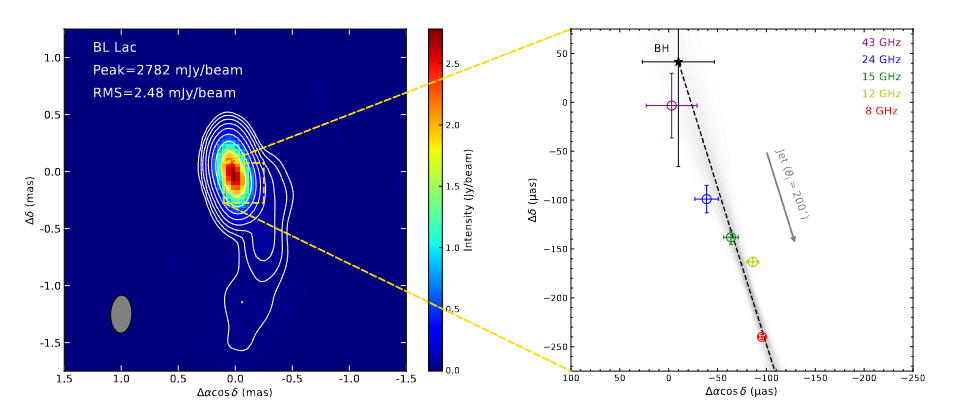 BL Lac
Peak=2782 mJy/beam
RMS=2.48 mJy/beam
1.0
0.5
0.0
−0.5
−1.0
−1.5
Δδ (mas)
1.5
1.0
0.5
0.0
−0.5
−1.0
−1.5
Δαcos δ (mas)
2.5
2.0
1.5
1.0
0.5
0.0
Intensity (Jy/beam)
BH
43 GHz
24 GHz
15 GHz
12 GHz
8 GHz
Jet (θj = 200°)
50
0
−50
−100
−150
−200
−250
Δδ (μas)
100
50
0
−50
−100
−150
−200
−250
Δαcos δ (μas)